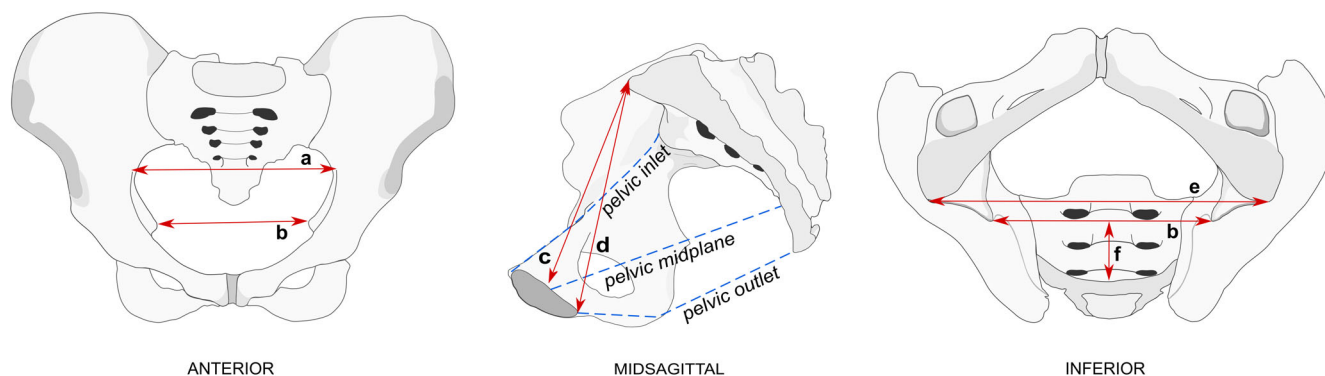 a
b
ANTERIOR
pelvic inlet
c
d
pelvic midplane
pelvic outlet
MIDSAGITTAL
e
b
f
INFERIOR